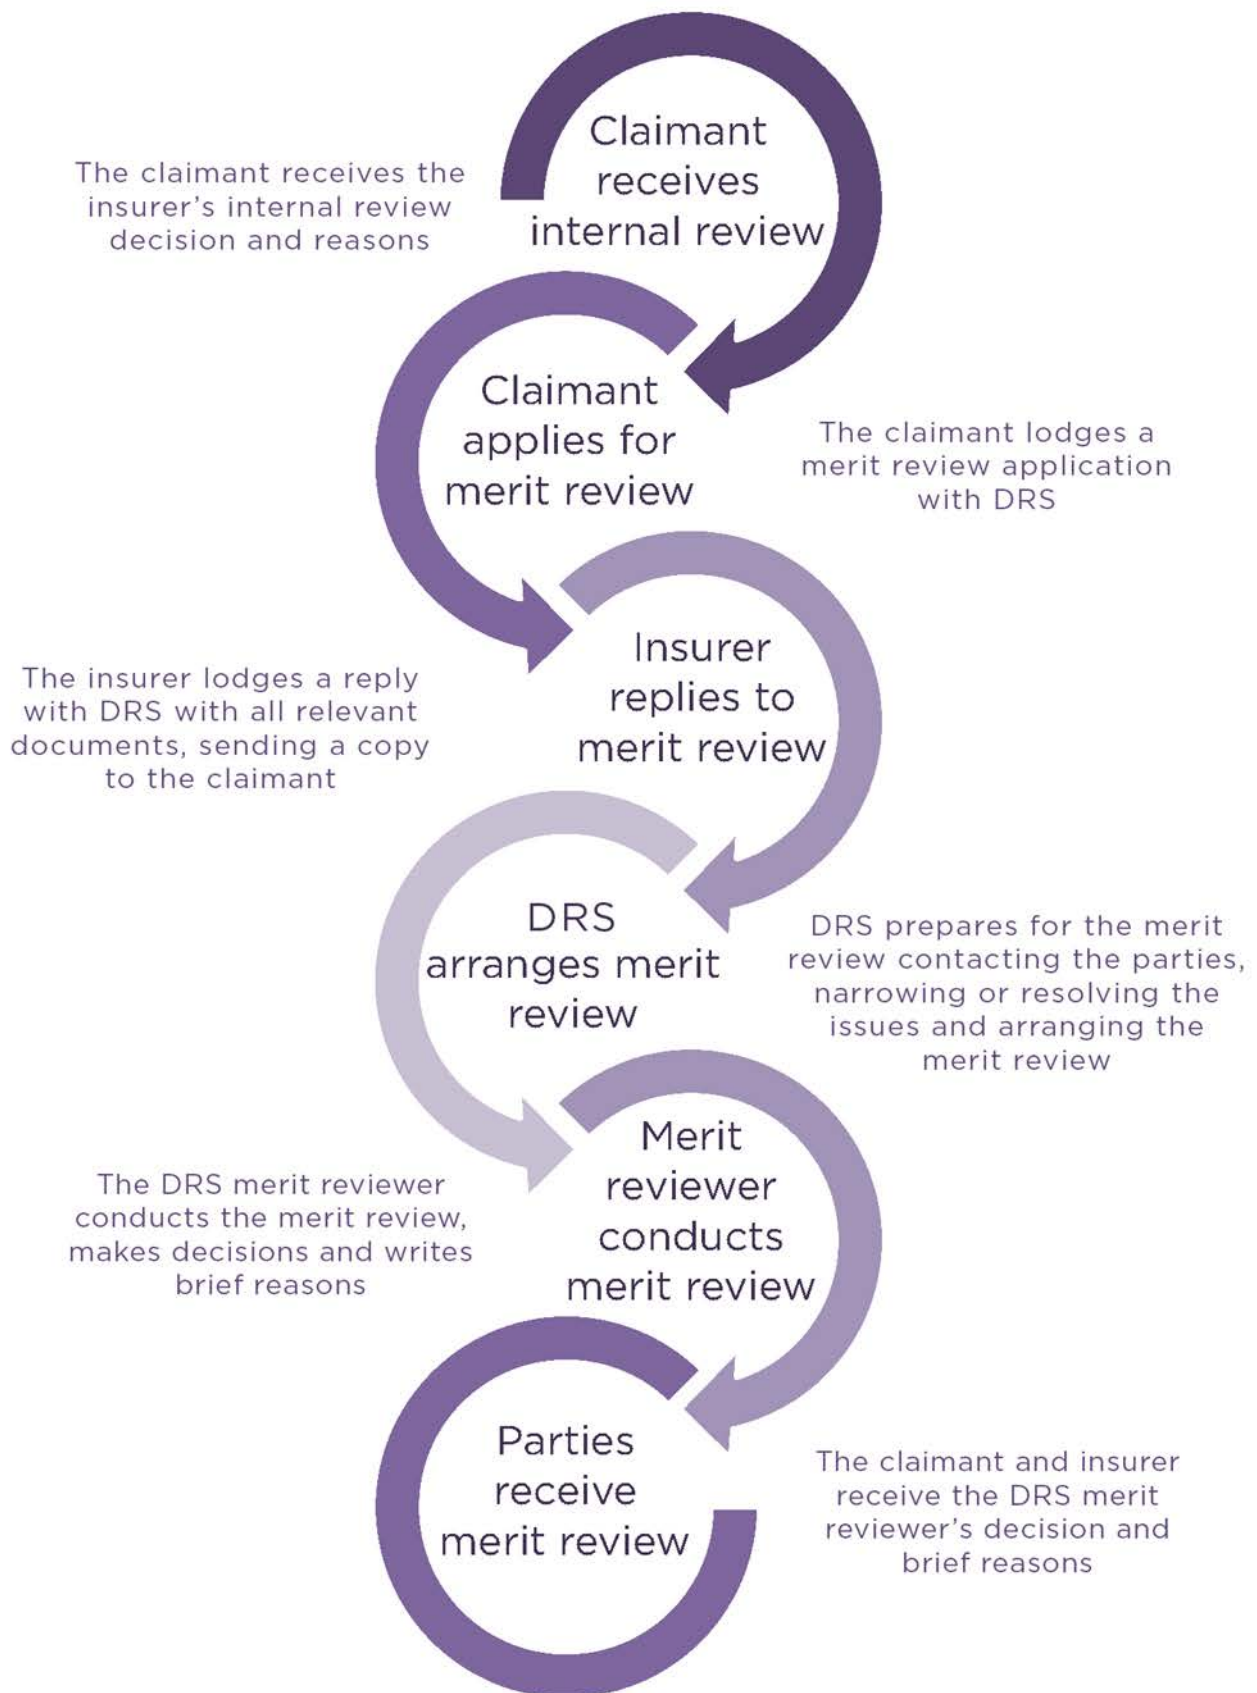 Claimant
receives
internal review
The claimant receives the
insurer's internal review
decision and reasons
Claimant
applies for
merit review
The claimant lodges a
merit review application
with DRS
Insurer
replies to
merit review
The insurer lodges a reply
with DRS with all relevant
documents, sending a copy
to the claimant
DRS
arranges merit
review
DRS prepares for the merit
review contacting the parties,
narrowing or resolving the
issues and arranging the
merit review
Merit
reviewer
conducts
merit review
The DRS merit reviewer
conducts the merit review,
makes decisions and writes
brief reasons
Parties
receive
merit review
The claimant and insurer
receive the DRS merit
reviewer's decision and
brief reasons